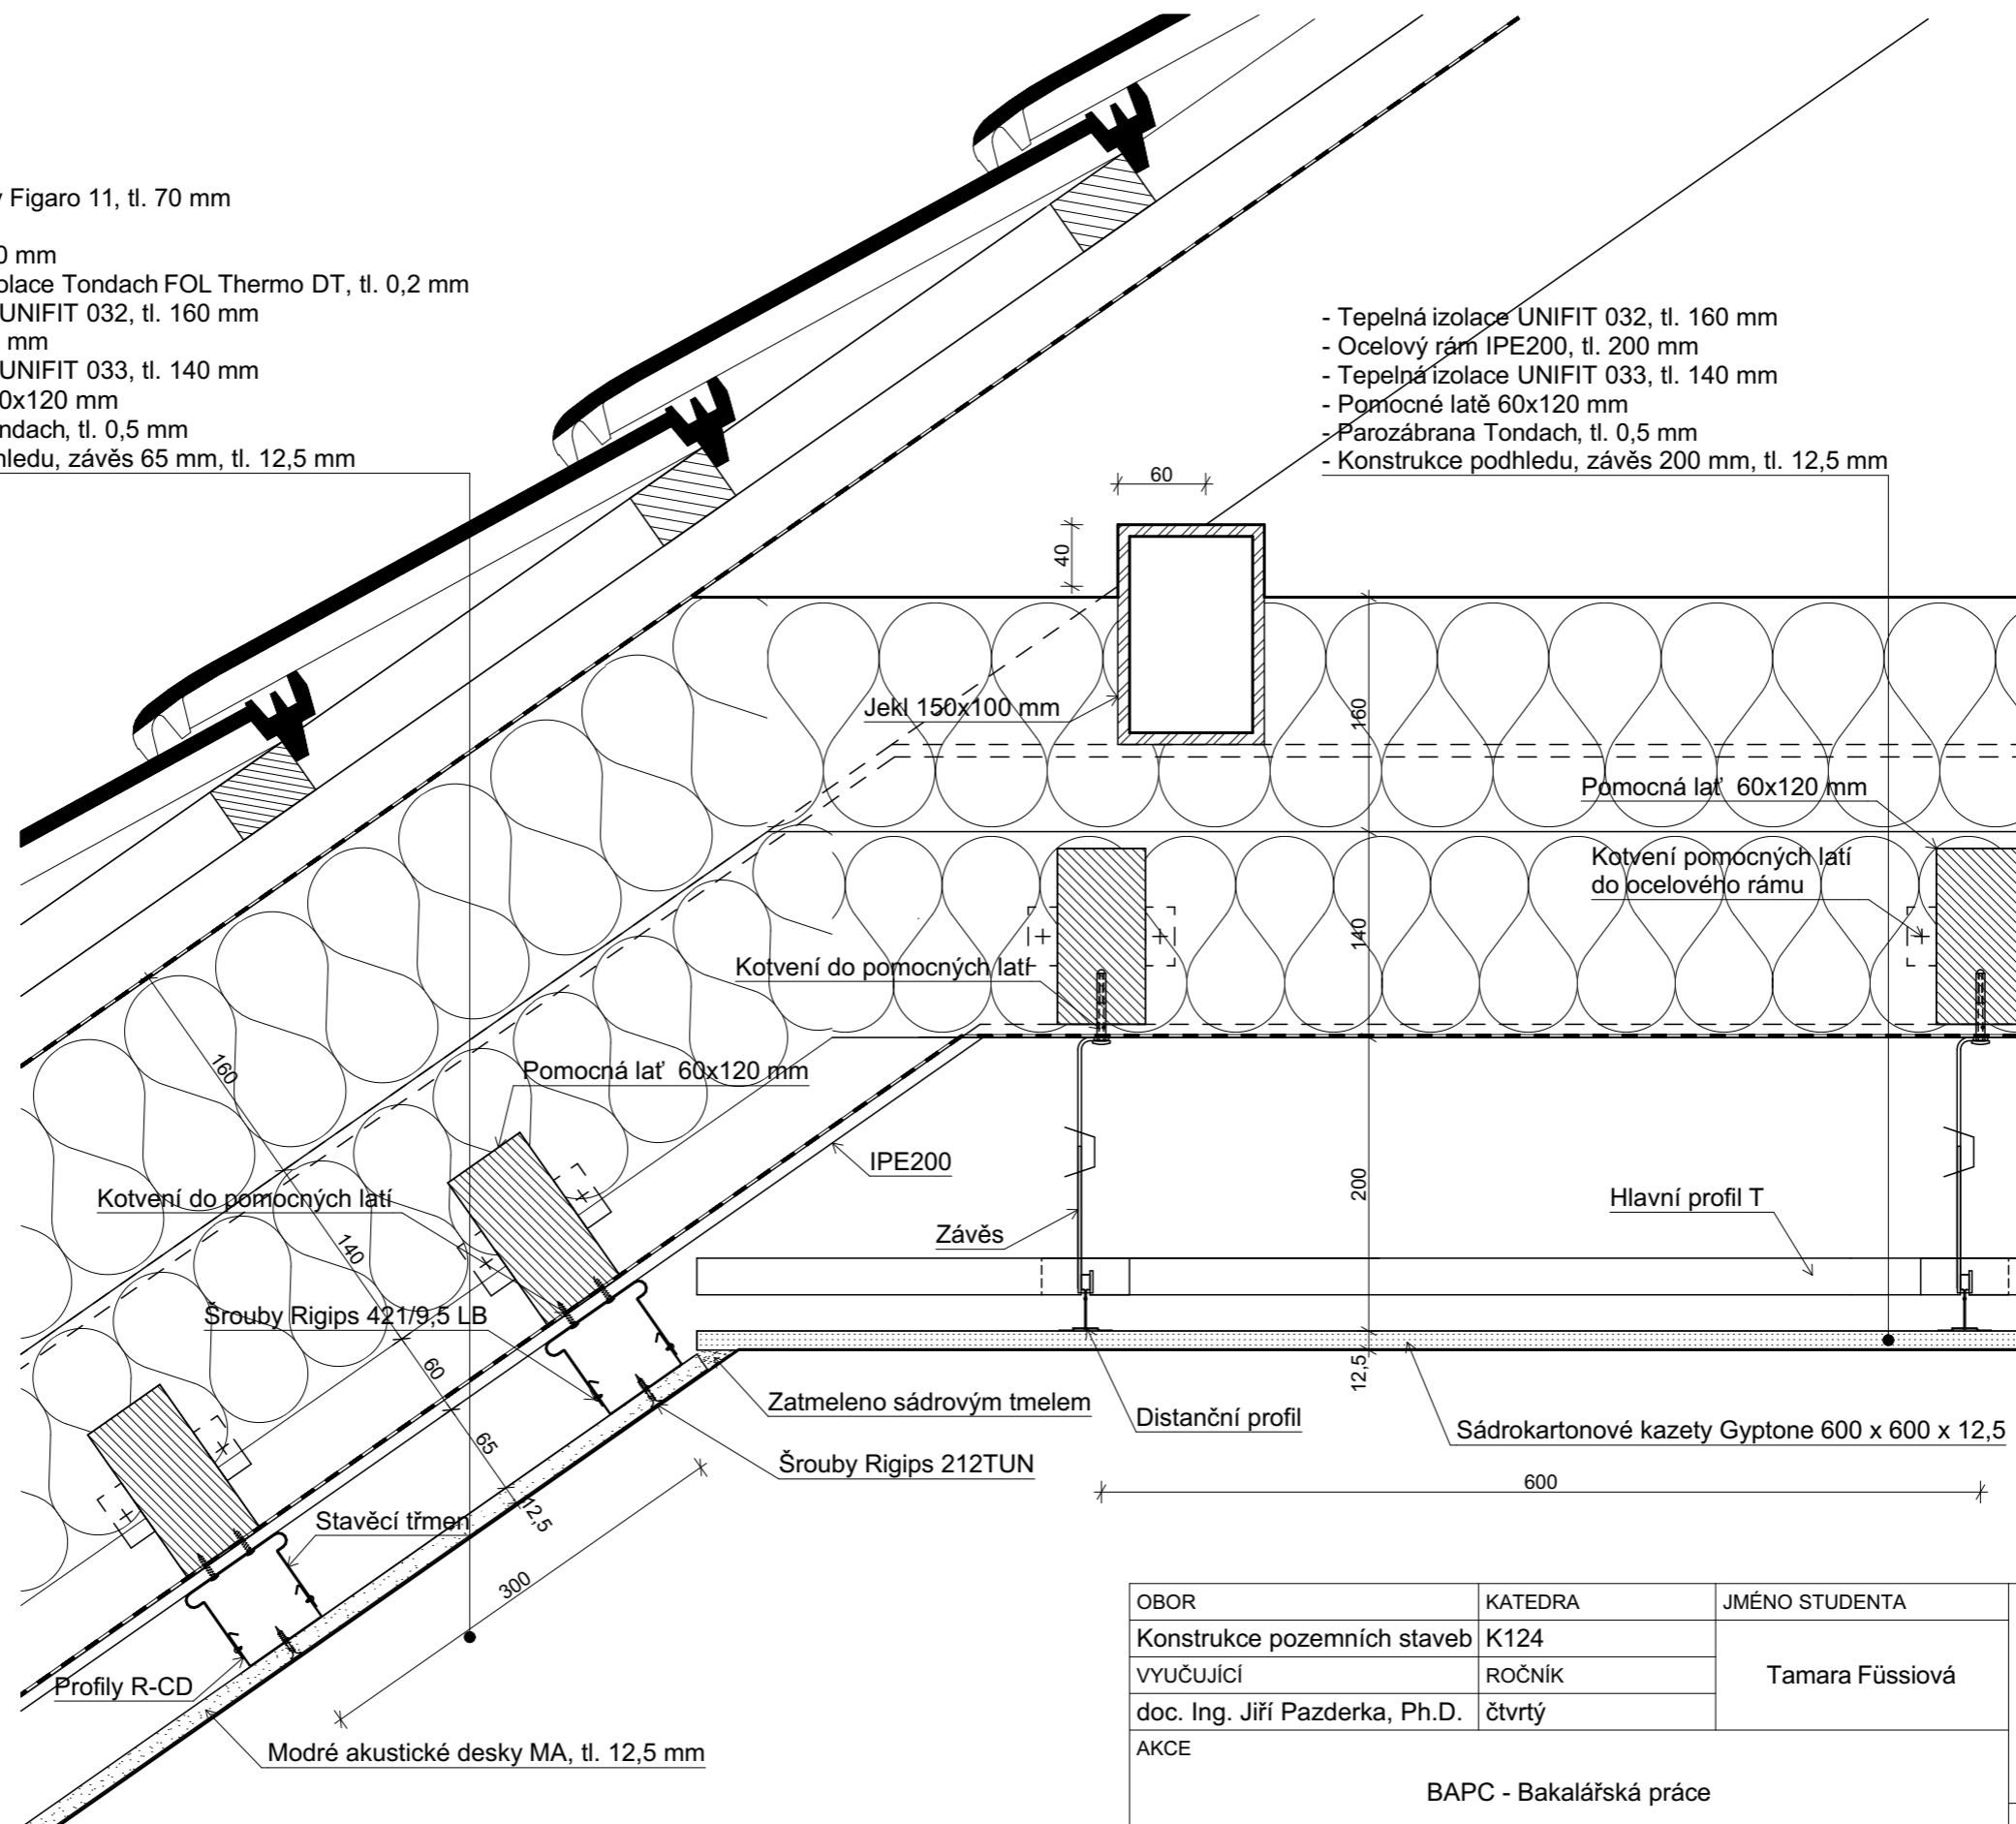 y Figaro 11, tl. 70 mm
0 mm
olace Tondach FOL Thermo DT, tl. 0,2 mm
UNIFIT 032, tl. 160 mm
mm
UNIFIT 033, tl. 140 mm
0x120 mm
ndach, tl. 0,5 mm
hledu, závěs 65 mm, tl. 12,5 mm
- Tepelná izolace UNIFIT 032, tl. 160 mm
- Ocelový rám IPE200, tl. 200 mm
- Tepelná izolace UNIFIT 033, tl. 140 mm
- Pomocné latě 60x120 mm
- Parozábrana Tondach, tl. 0,5 mm
- Konstrukce podhledu, závěs 200 mm, tl. 12,5 mm
60
40
Jekl 150x100 mm
160
Pomocná lať 60x120 mm
Kotvení pomocných latí
do ocelového rámu
140
Kotvení do pomocných latí
160
Pomocná lať 60x120 mm
IPE200
Kotvení do pomocných latí
200
Hlavní profil T
Závěs
140
Šrouby Rigips 421/9,5 LB
60
12,5
Zatmeleno sádrovým tmelem
Distanční profil
Sádrokartonové kazety Gyptone 600 x 600 x 12,5
65
Šrouby Rigips 212TUN
600
12,5
Stavěcí třmen
300
Profily R-CD
Modré akustické desky MA, tl. 12,5 mm
OBOR
KATEDRA
JMÉNO STUDENTA
Konstrukce pozemních staveb
K124
Tamara Füssiová
VYUČUJÍCÍ
ROČNÍK
doc. Ing. Jiří Pazderka, Ph.D.
čtvrtý
AKCE
BAPC - Bakalářská práce